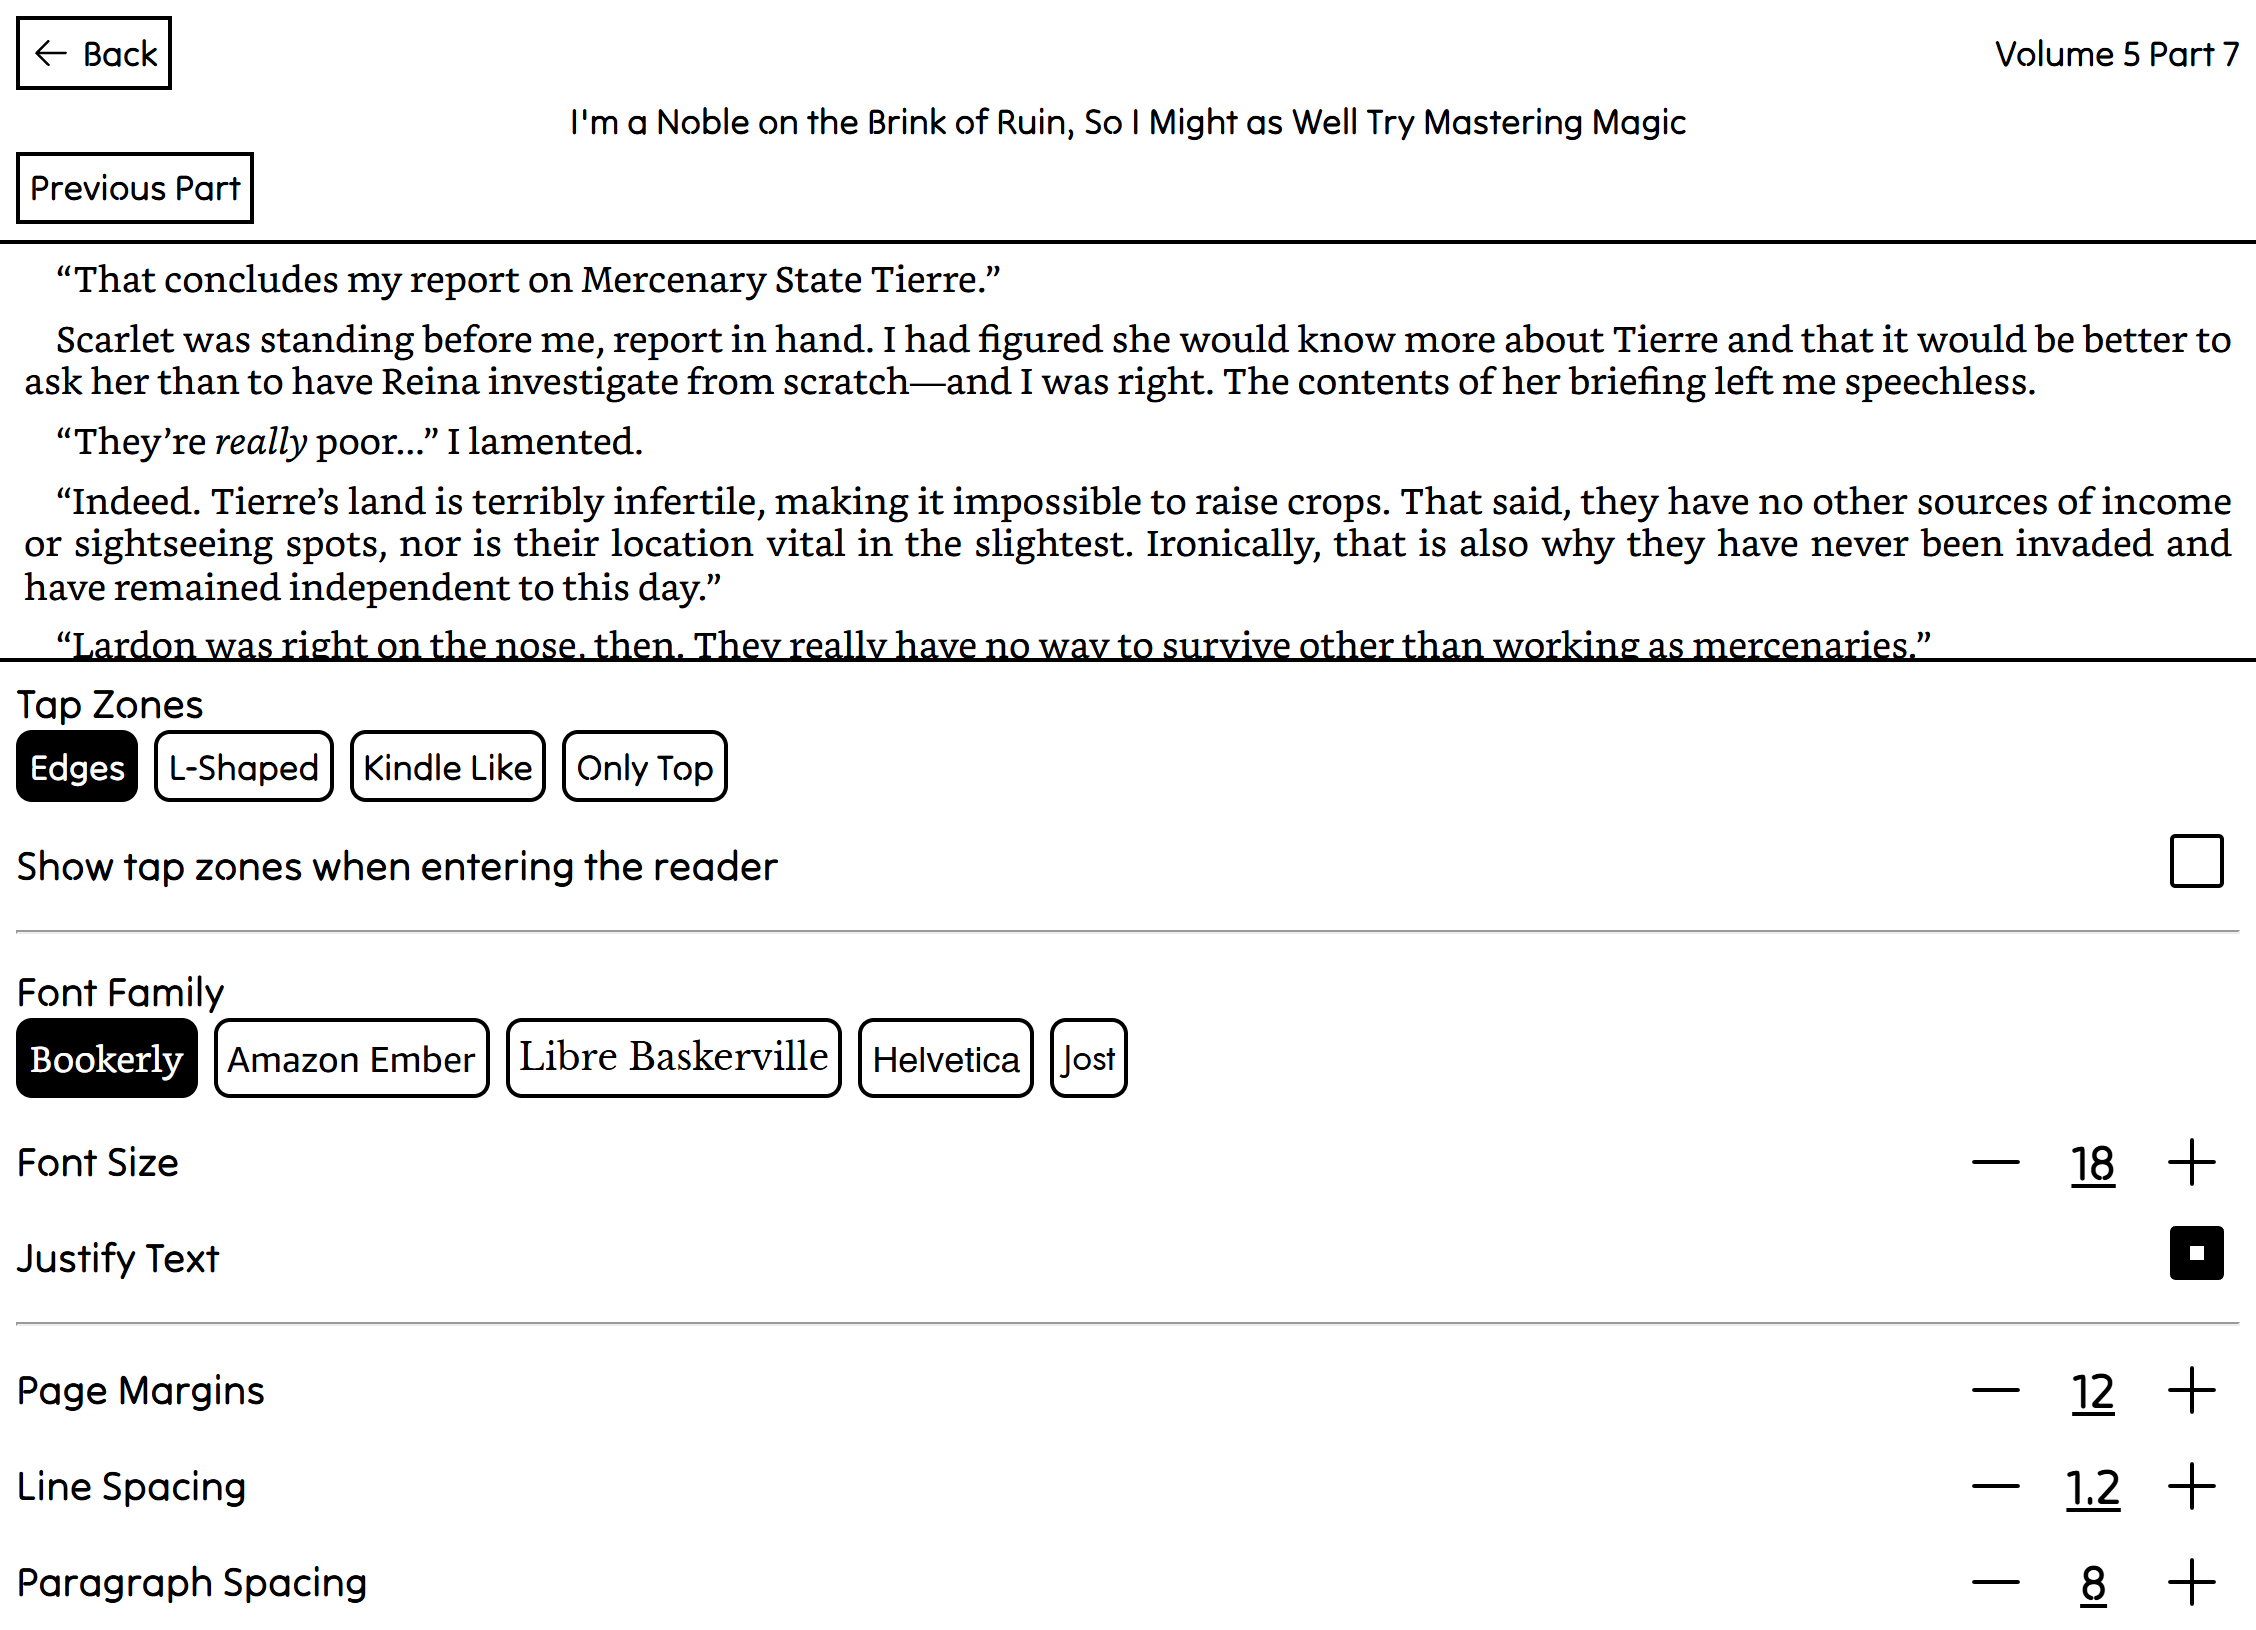 ← Back
Volume 5 Part 7
I'm a Noble on the Brink of Ruin, So I Might as Well Try Mastering Magic
Previous Part
“That concludes my report on Mercenary State Tierre.”
Scarlet was standing before me, report in hand. I had figured she would know more about Tierre and that it would be better to
ask her than to have Reina investigate from scratch—and I was right. The contents of her briefing left me speechless.
“They’re really poor...” I lamented.
“Indeed. Tierre’s land is terribly infertile, making it impossible to raise crops. That said, they have no other sources of income
or sightseeing spots, nor is their location vital in the slightest. Ironically, that is also why they have never been invaded and
have remained independent to this day.”
“Lardon was right on the nose, then. They really have no way to survive other than working as mercenaries.”
Tap Zones
Edges L-Shaped Kindle Like Only Top
Show tap zones when entering the reader
Font Family
Bookerly Amazon Ember Libre Baskerville Helvetica Jost
Font Size — 18 +
Justify Text
Page Margins — 12 +
Line Spacing — 1.2 +
Paragraph Spacing — 8 +